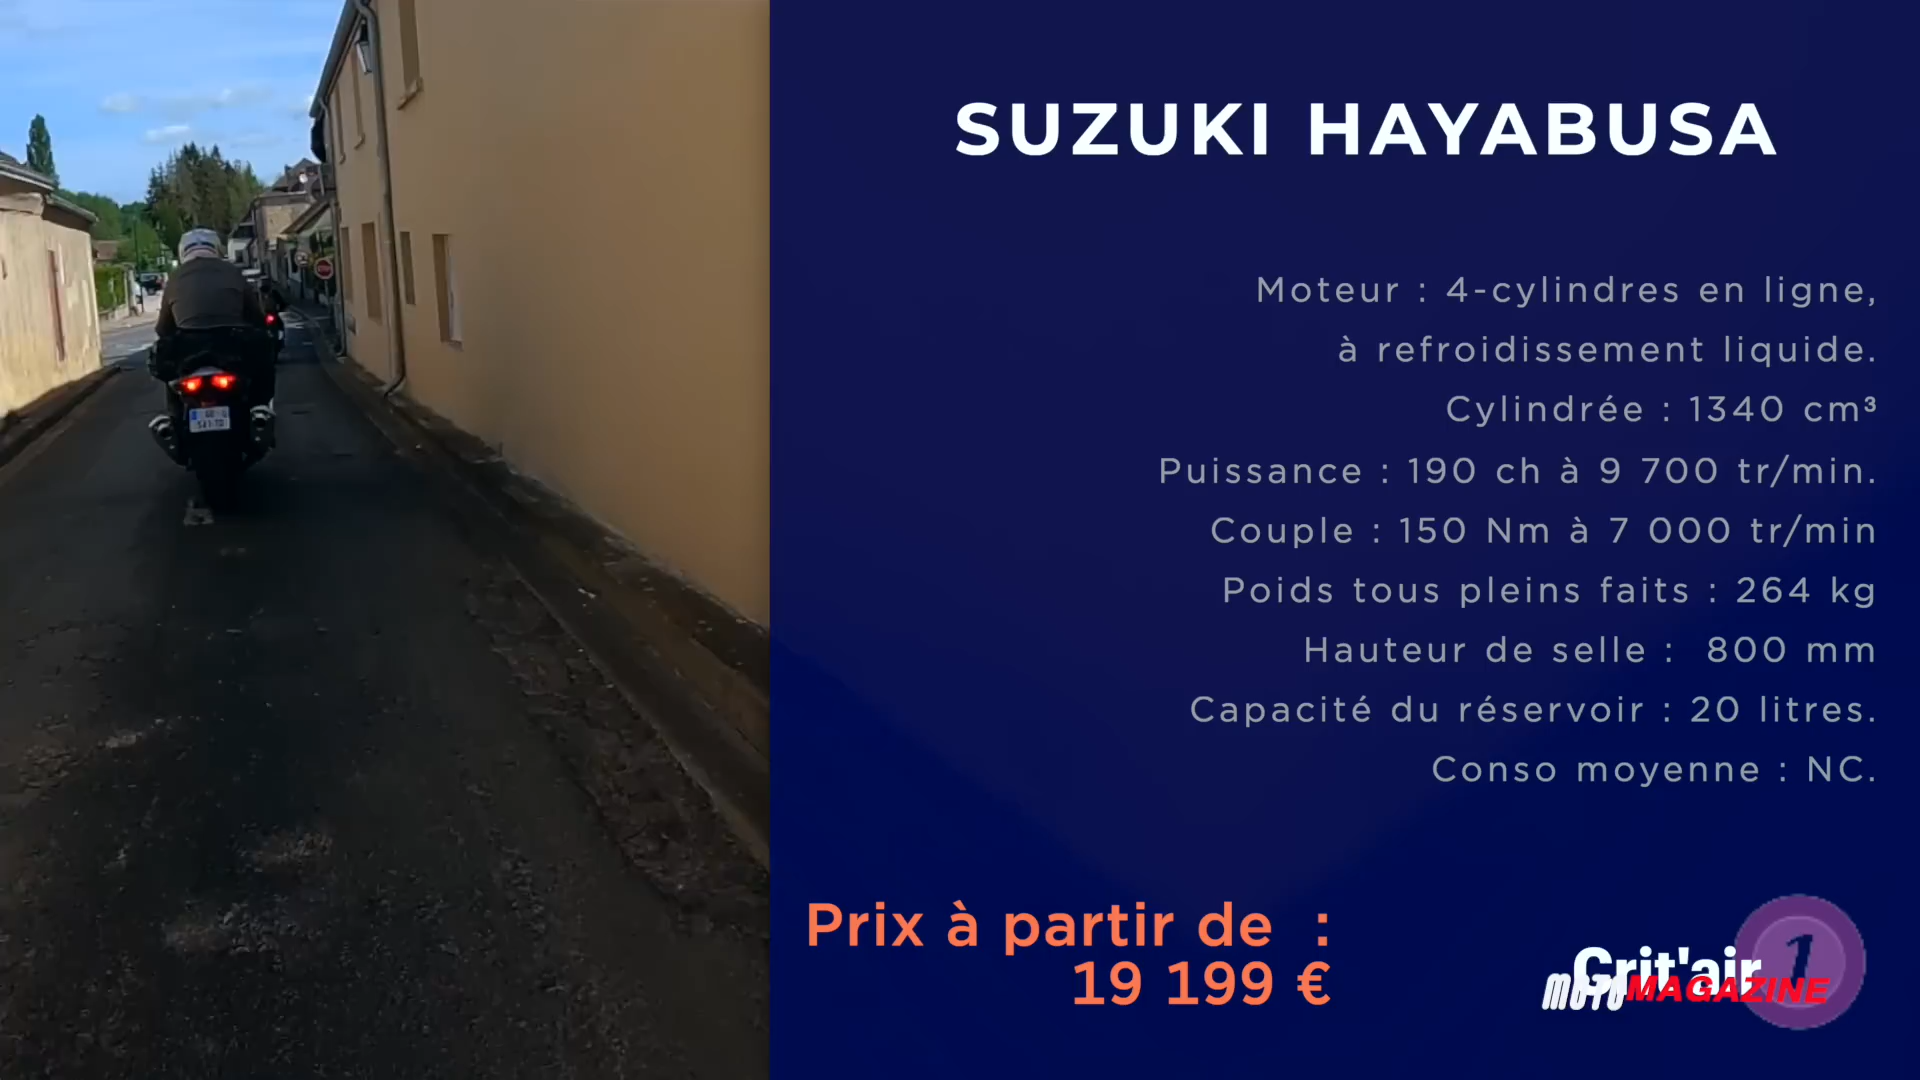 SUZUKI HAYABUSA
Moteur : 4-cylindres en ligne,
à refroidissement liquide.
Cylindrée : 1340 cm³
Puissance : 190 ch à 9 700 tr/min.
Couple : 150 Nm à 7 000 tr/min
Poids tous pleins faits : 264 kg
Hauteur de selle : 800 mm
Capacité du réservoir : 20 litres.
Conso moyenne : NC.
Prix à partir de :
19 199 €
Crit'air 1
MOTO MAGAZINE